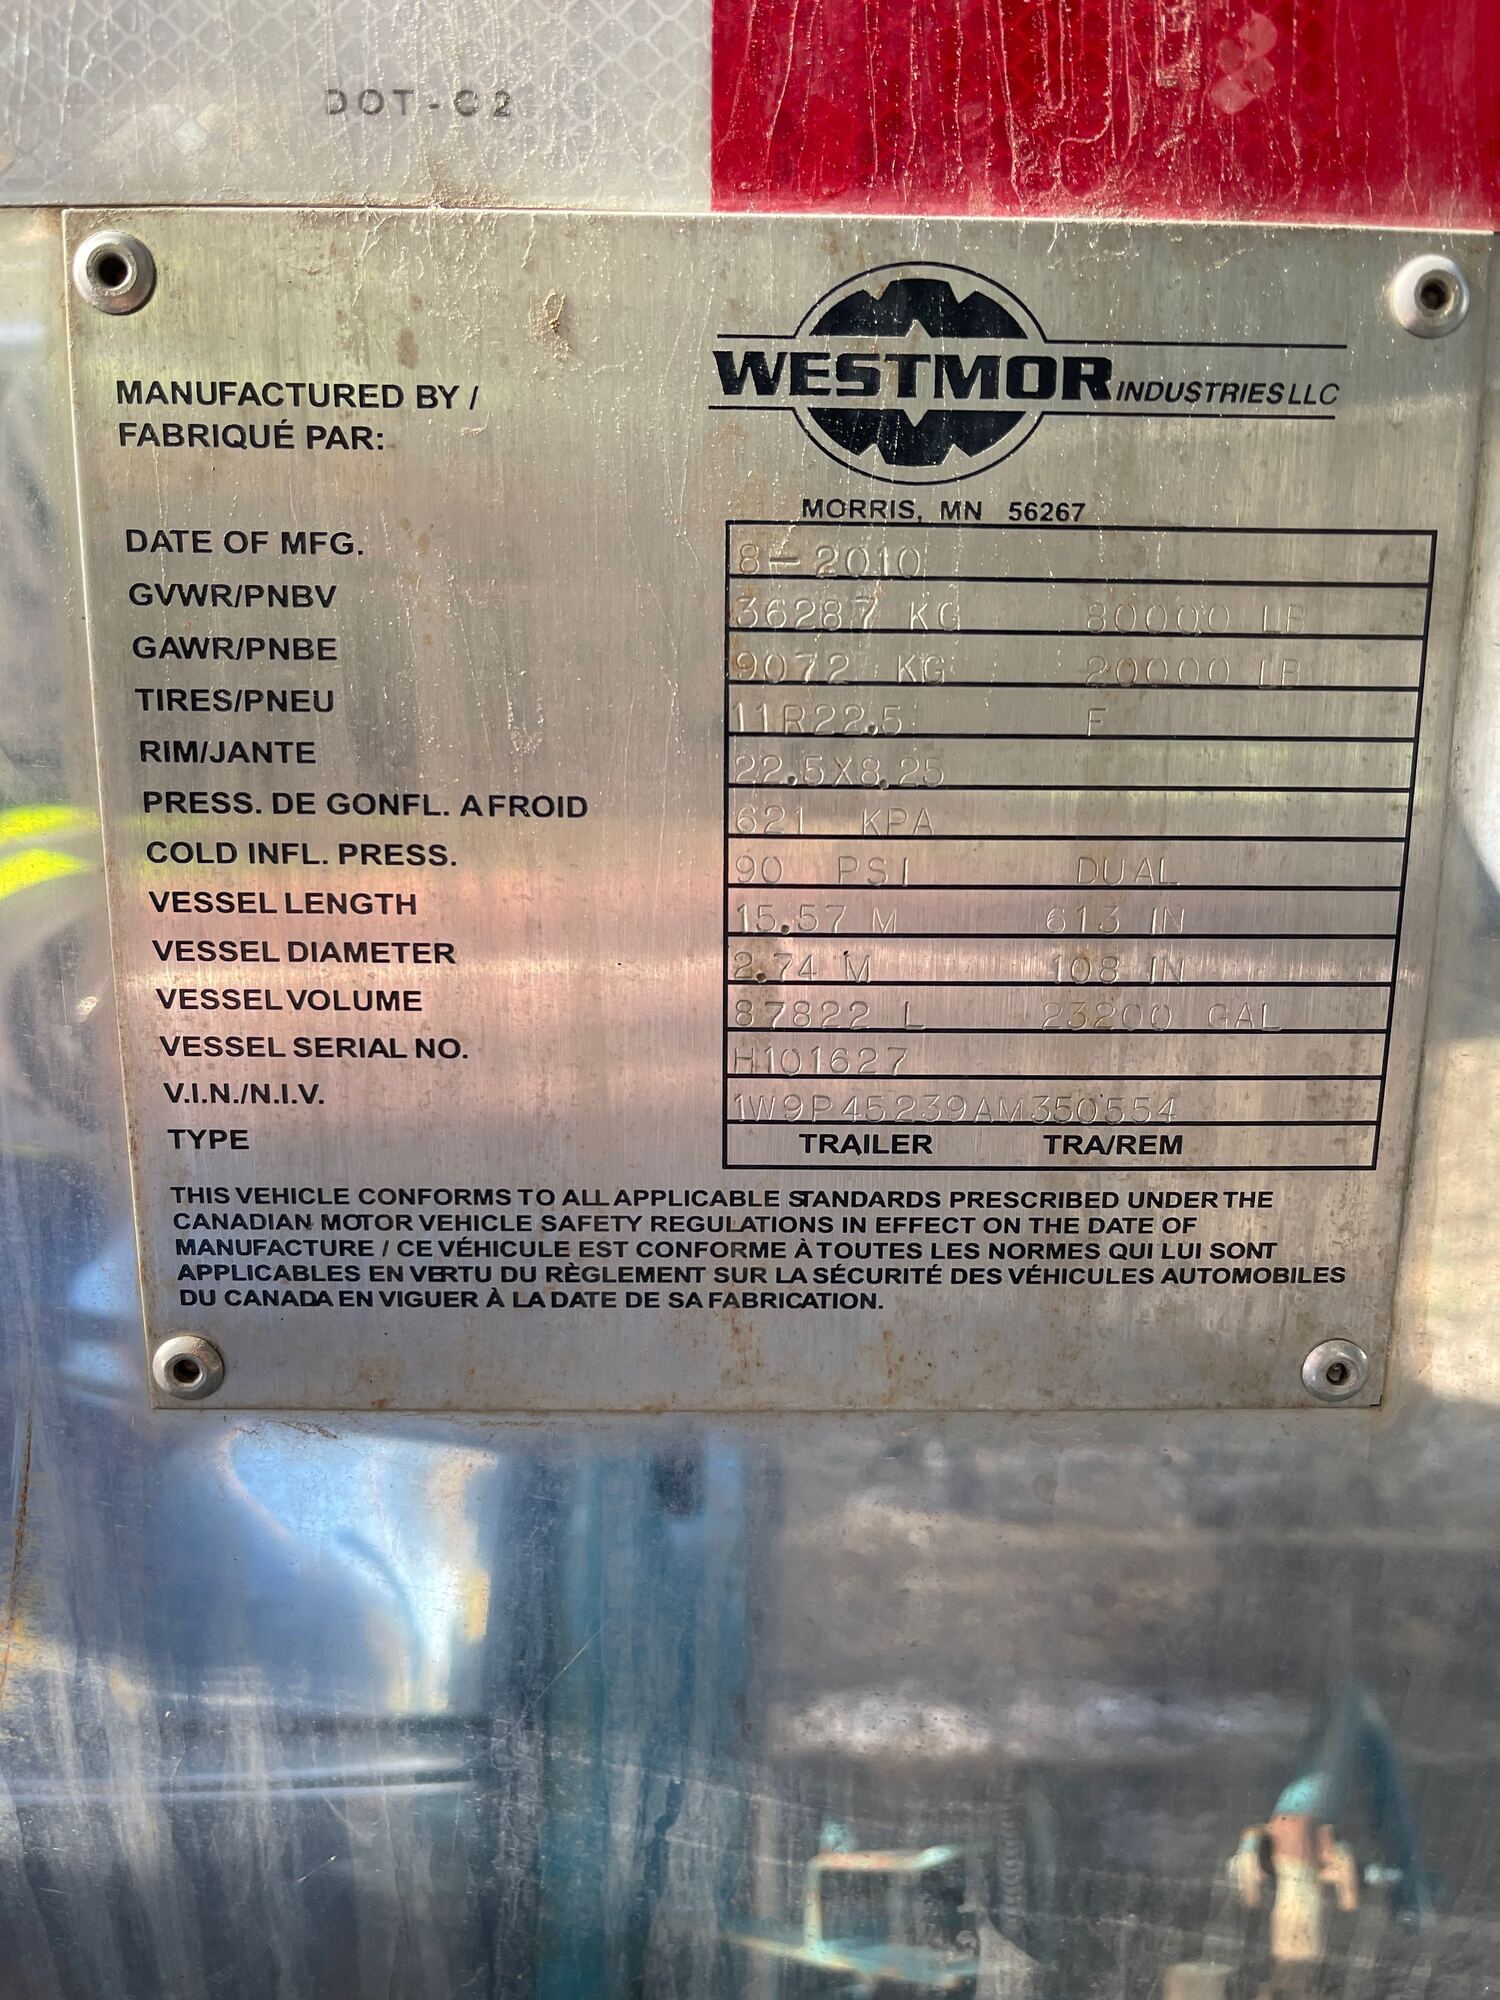 DOT-C2
WESTMOR INDUSTRIES LLC
MANUFACTURED BY /
FABRIQUÉ PAR:
MORRIS, MN 56267
DATE OF MFG. 8-2010
GVWR/PNBV 36287 KG 80000 LB
GAWR/PNBE 9072 KG 20000 LB
TIRES/PNEU 11R22.5 F
RIM/JANTE 22.5X8.25
PRESS. DE GONFL. A FROID 621 KPA
COLD INFL. PRESS. 90 PSI DUAL
VESSEL LENGTH 15.57 M 613 IN
VESSEL DIAMETER 2.74 M 108 IN
VESSEL VOLUME 87822 L 23200 GAL
VESSEL SERIAL NO. H101627
V.I.N./N.I.V. 1W9P45239AM350554
TYPE TRAILER TRA/REM
THIS VEHICLE CONFORMS TO ALL APPLICABLE STANDARDS PRESCRIBED UNDER THE
CANADIAN MOTOR VEHICLE SAFETY REGULATIONS IN EFFECT ON THE DATE OF
MANUFACTURE / CE VÉHICULE EST CONFORME À TOUTES LES NORMES QUI LUI SONT
APPLICABLES EN VERTU DU RÈGLEMENT SUR LA SÉCURITÉ DES VÉHICULES AUTOMOBILES
DU CANADA EN VIGUER À LA DATE DE SA FABRICATION.